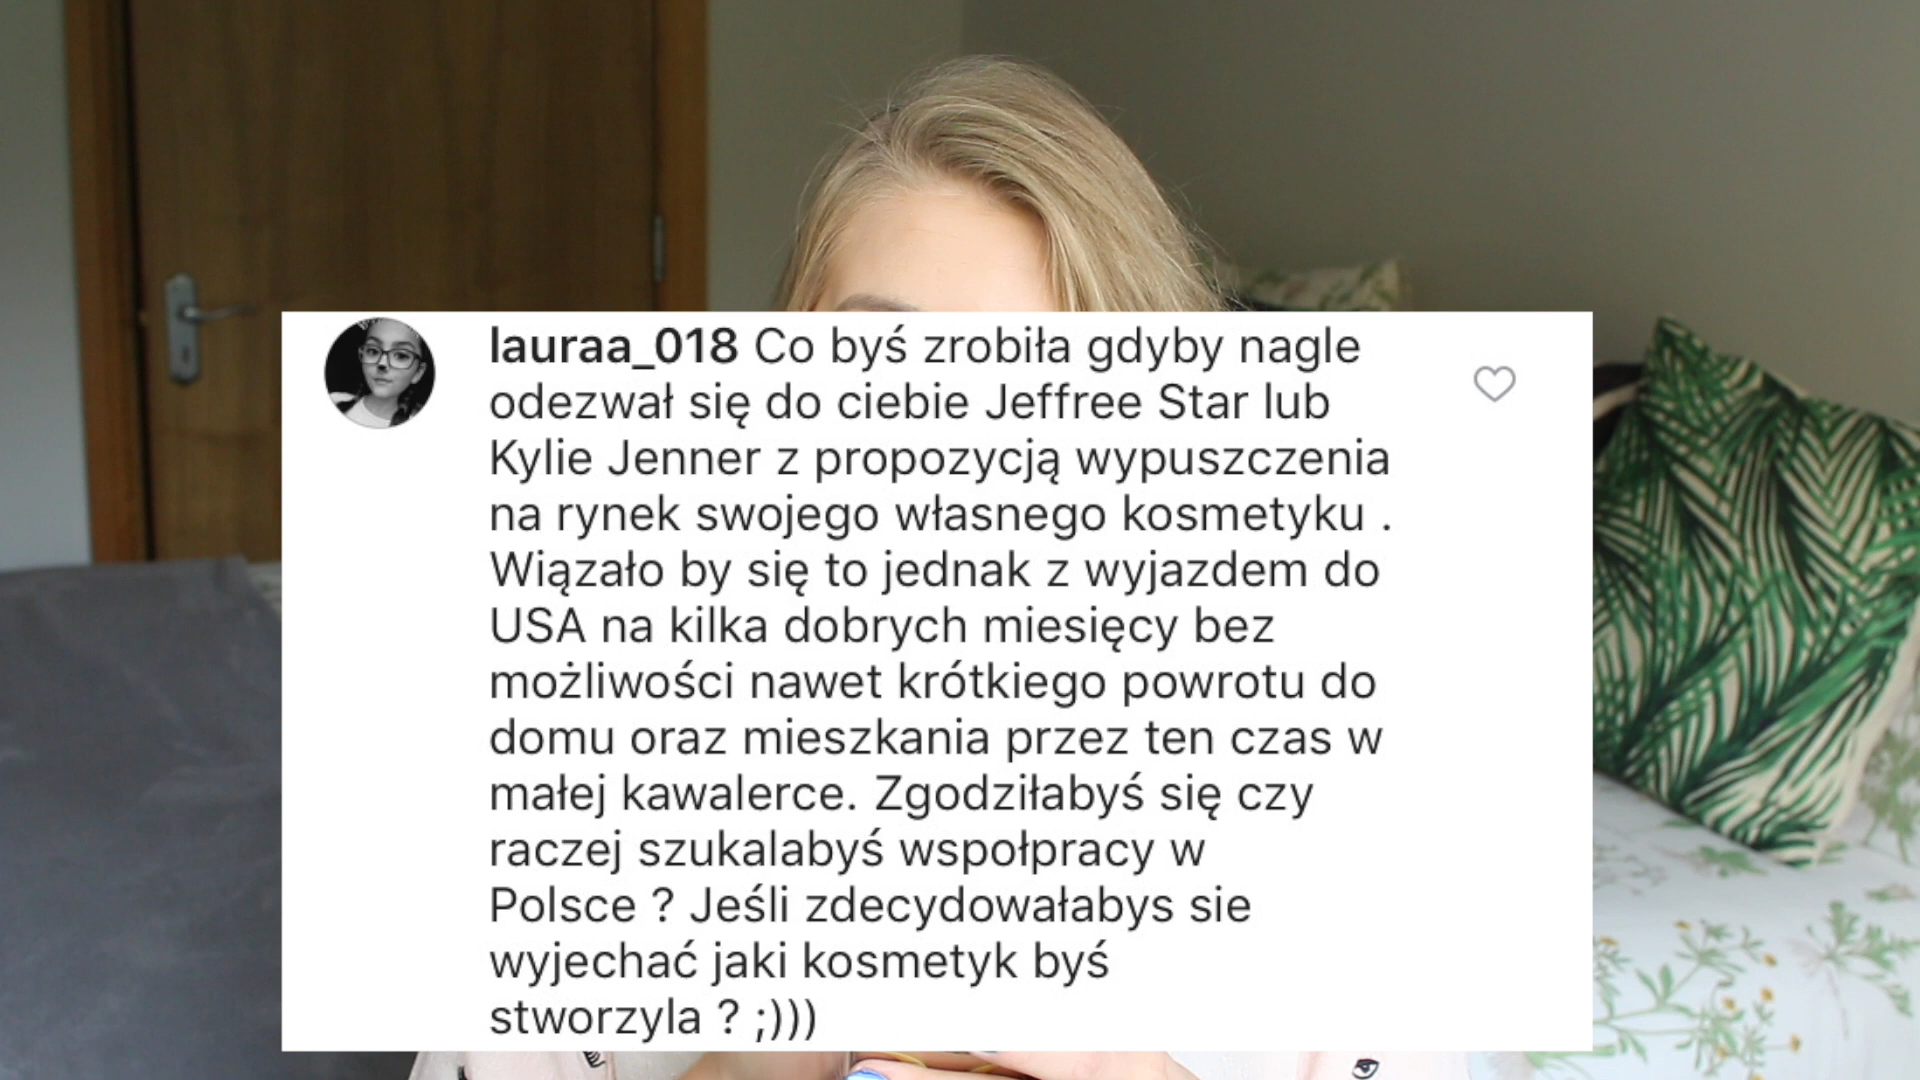 lauraa_018 Co byś zrobiła gdyby nagle
odezwał się do ciebie Jeffree Star lub
Kylie Jenner z propozycją wypuszczenia
na rynek swojego własnego kosmetyku .
Wiązało by się to jednak z wyjazdem do
USA na kilka dobrych miesięcy bez
możliwości nawet krótkiego powrotu do
domu oraz mieszkania przez ten czas w
małej kawalerce. Zgodziłabyś się czy
raczej szukalabyś wspołpracy w
Polsce ? Jeśli zdecydowałabys sie
wyjechać jaki kosmetyk byś
stworzyla ? ;)))